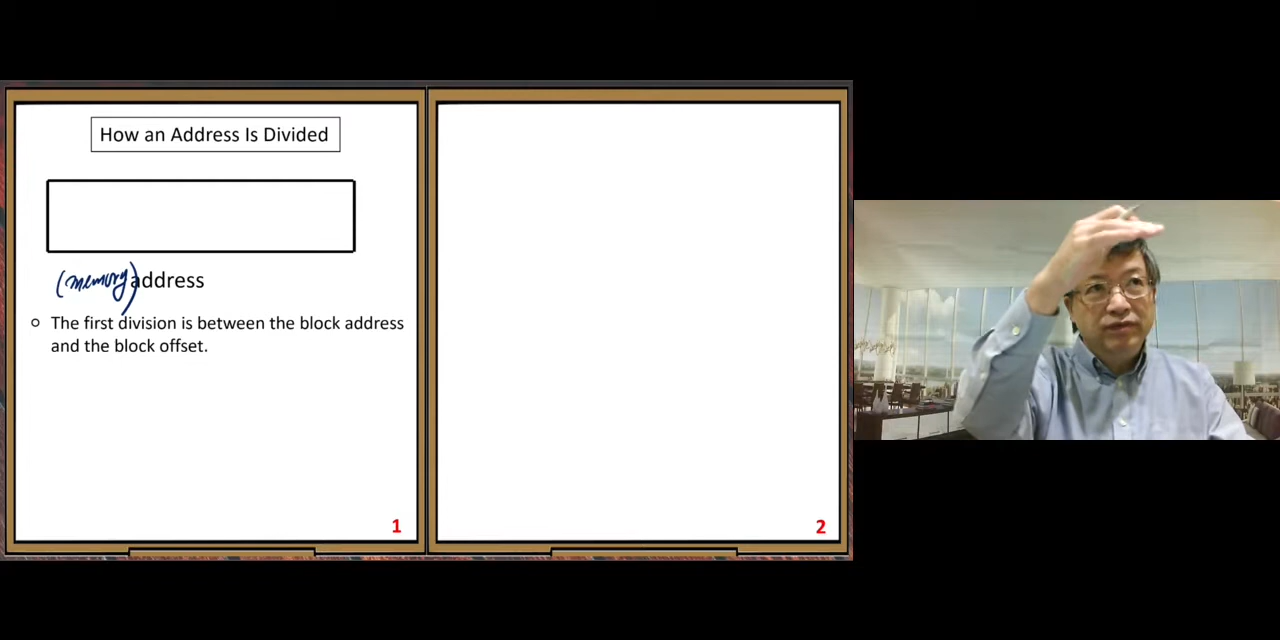 How an Address Is Divided
(memory) address
○ The first division is between the block address
and the block offset.
1
2